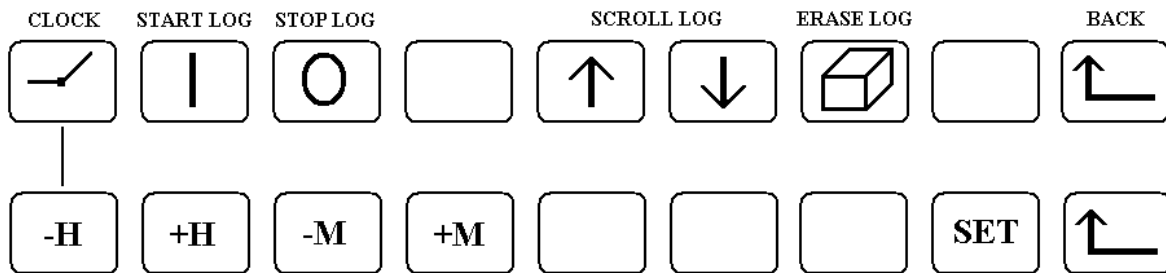 CLOCK START LOG STOP LOG SCROLL LOG ERASE LOG BACK
-H +H -M +M SET